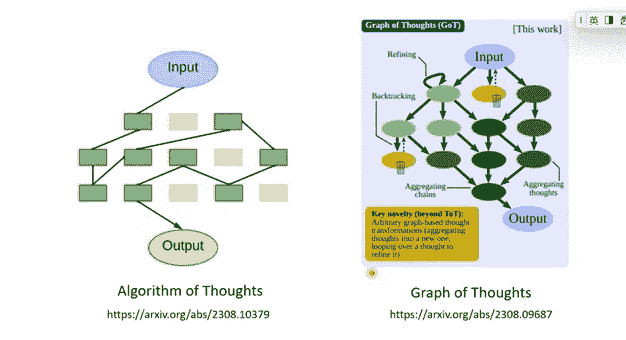 Input
Output
Algorithm of Thoughts
https://arxiv.org/abs/2308.10379
Graph of Thoughts (GoT)
[This work]
Input
Refining
Backtracking
Aggregating
chains
Aggregating
thoughts
Key novelty (beyond ToT):
Arbitrary graph-based thought
transformations (aggregating
thoughts into a new one,
looping over a thought to
refine it)
Output
Graph of Thoughts
https://arxiv.org/abs/2308.09687
英